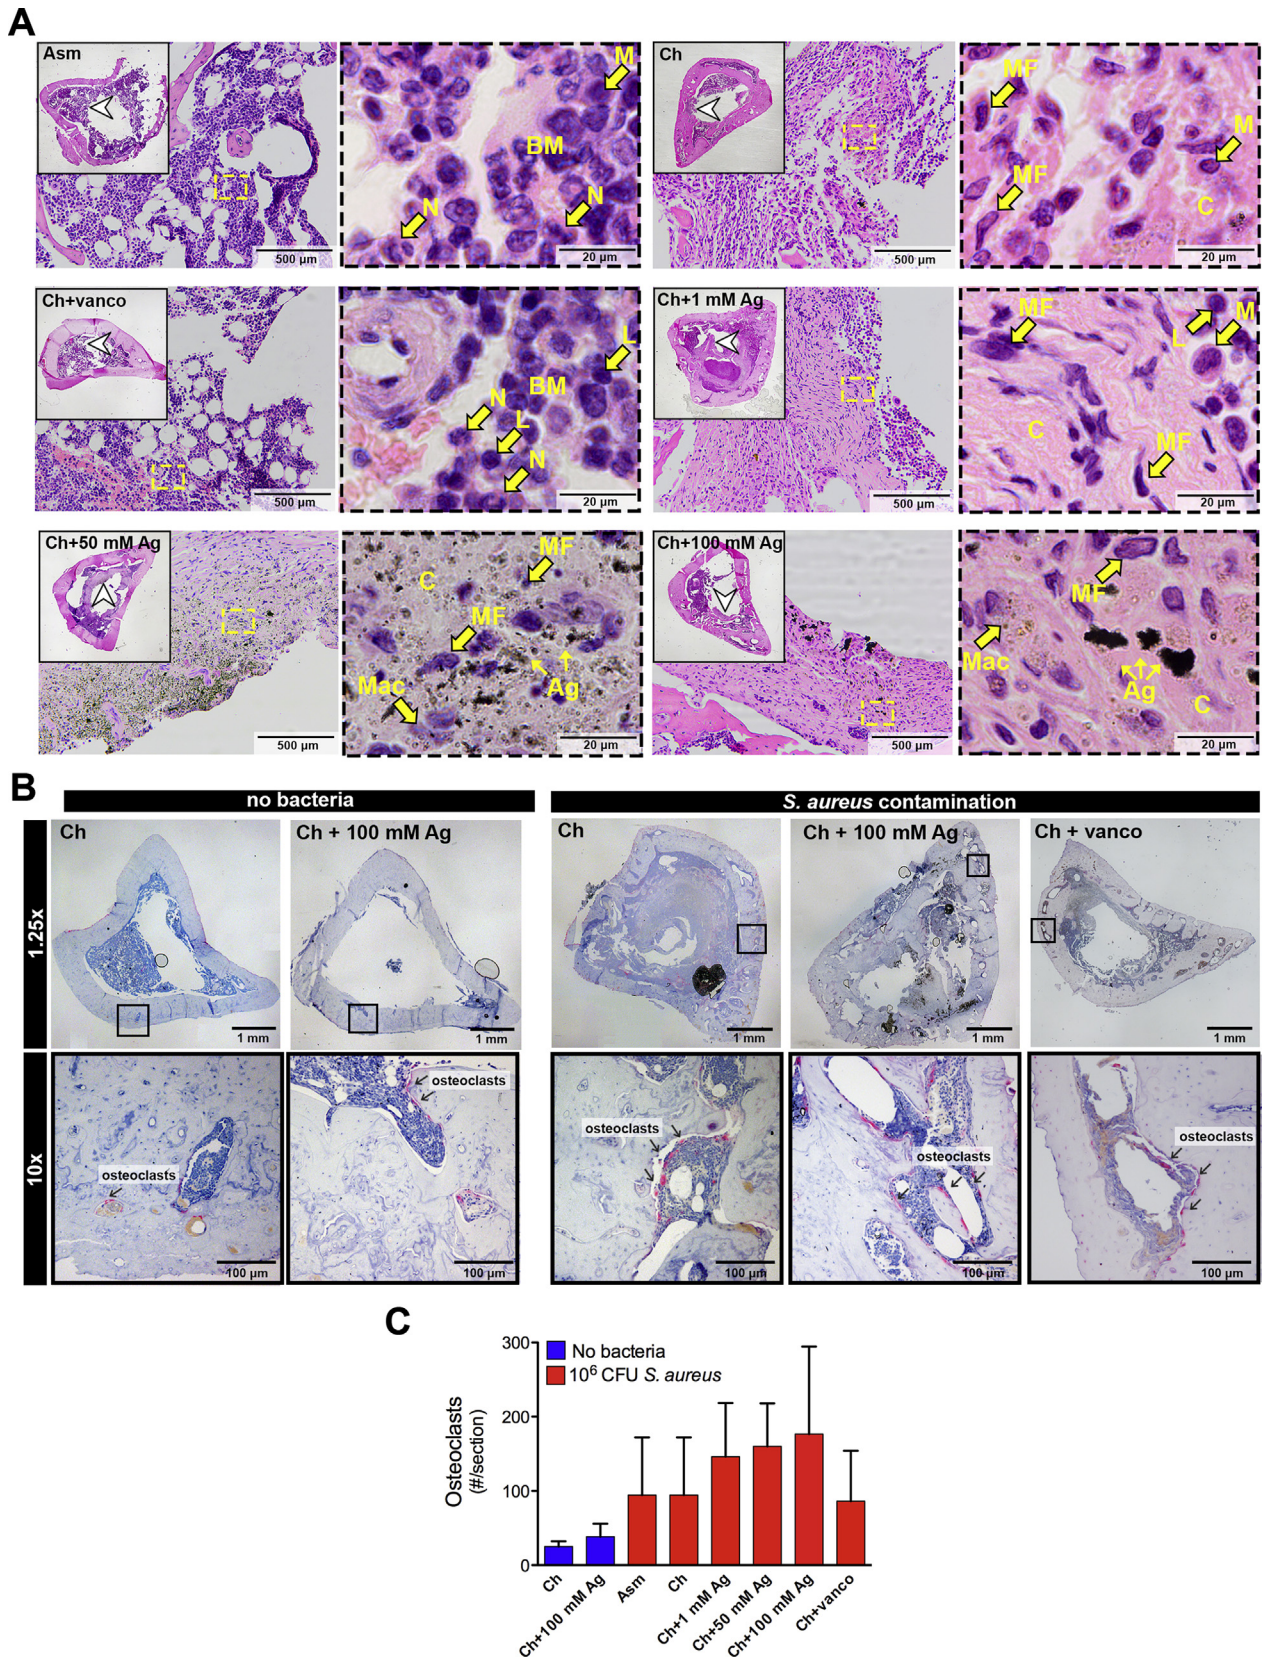 A
Asm
500 µm
M
BM
N
N
20 µm
Ch
500 µm
MF
M
MF
C
20 µm
Ch+vanco
500 µm
L
BM
N
L
N
20 µm
Ch+1 mM Ag
500 µm
MF
L
M
C
MF
20 µm
Ch+50 mM Ag
500 µm
MF
C
MF
Mac
Ag
20 µm
Ch+100 mM Ag
500 µm
MF
Mac
Ag
C
20 µm
B
no bacteria
S. aureus contamination
1.25x
Ch
1 mm
Ch + 100 mM Ag
1 mm
Ch
1 mm
Ch + 100 mM Ag
1 mm
Ch + vanco
1 mm
10x
osteoclasts
100 µm
osteoclasts
100 µm
osteoclasts
100 µm
osteoclasts
100 µm
osteoclasts
100 µm
C
No bacteria
10⁶ CFU S. aureus
Osteoclasts
(#/section)
300
200
100
0
Ch
Ch+100 mM Ag
Asm
Ch
Ch+1 mM Ag
Ch+50 mM Ag
Ch+100 mM Ag
Ch+vanco